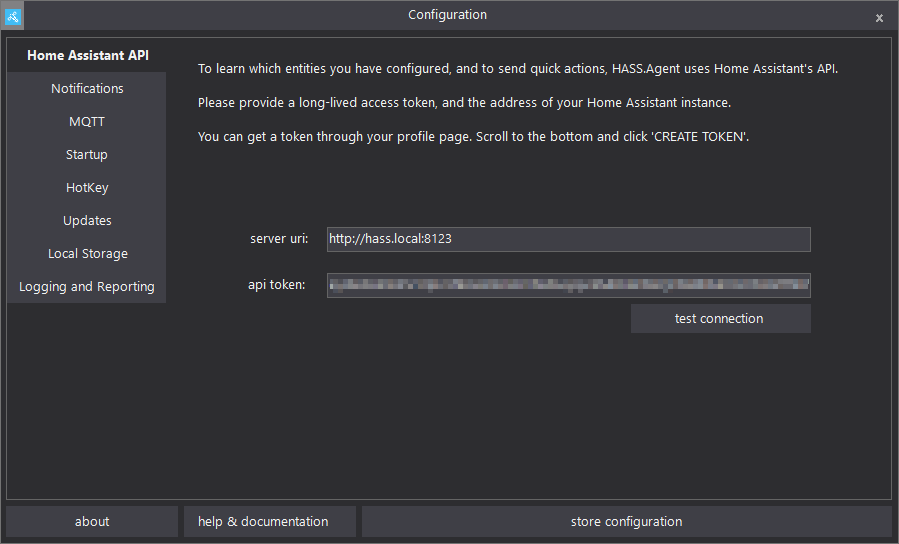 Configuration
x
Home Assistant API
Notifications
MQTT
Startup
HotKey
Updates
Local Storage
Logging and Reporting
To learn which entities you have configured, and to send quick actions, HASS.Agent uses Home Assistant's API.
Please provide a long-lived access token, and the address of your Home Assistant instance.
You can get a token through your profile page. Scroll to the bottom and click 'CREATE TOKEN'.
server uri:
http://hass.local:8123
api token:
test connection
about
help & documentation
store configuration